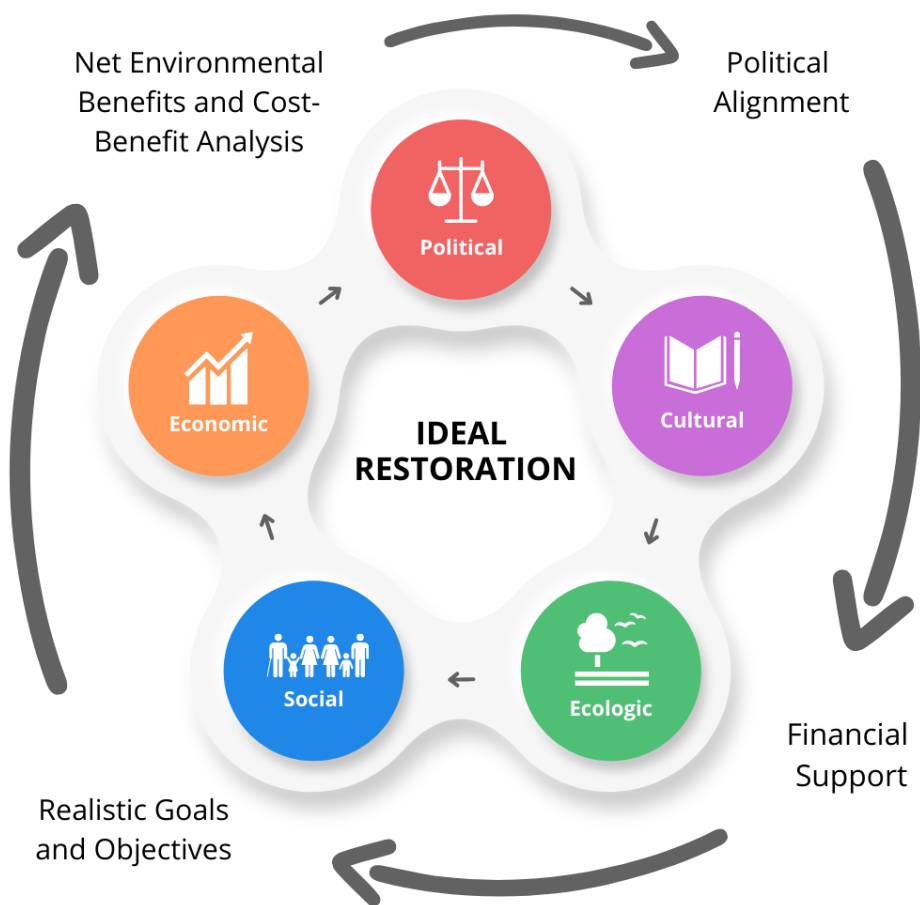 Net Environmental
Benefits and Cost-
Benefit Analysis
Political
Alignment
Political
Economic
Cultural
IDEAL
RESTORATION
Social
Ecologic
Financial
Support
Realistic Goals
and Objectives